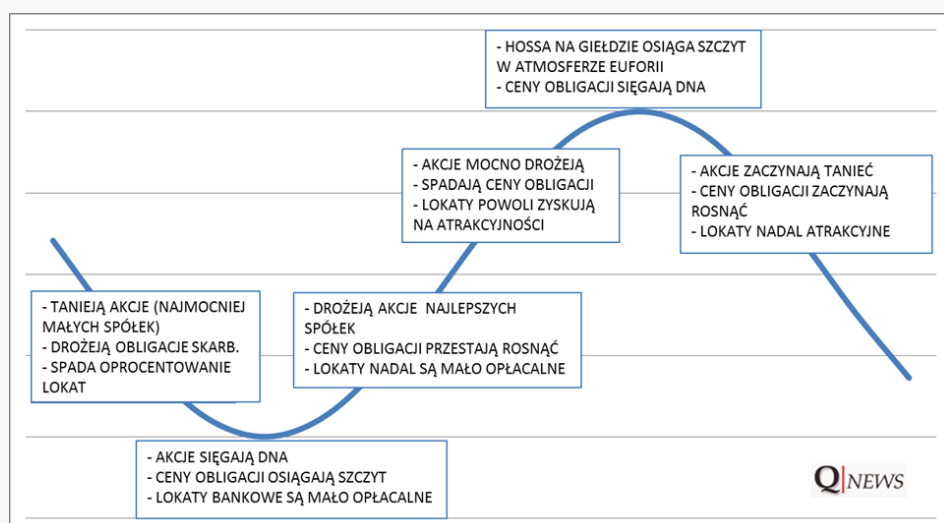 - HOSSA NA GIEŁDZIE OSIĄGA SZCZYT
W ATMOSFERZE EUFORII
- CENY OBLIGACJI SIĘGAJĄ DNA
- AKCJE MOCNO DROŻEJĄ
- SPADAJĄ CENY OBLIGACJI
- LOKATY POWOLI ZYSKUJĄ
NA ATRAKCYJNOŚCI
- AKCJE ZACZYNAJĄ TANIEĆ
- CENY OBLIGACJI ZACZYNAJĄ
ROSNĄĆ
- LOKATY NADAL ATRAKCYJNE
- TANIEJĄ AKCJE (NAJMOCNIEJ
MAŁYCH SPÓŁEK)
- DROŻEJĄ OBLIGACJE SKARB.
- SPADA OPROCENTOWANIE
LOKAT
- DROŻEJĄ AKCJE NAJLEPSZYCH
SPÓŁEK
- CENY OBLIGACJI PRZESTAJĄ ROSNĄĆ
- LOKATY NADAL SĄ MAŁO OPŁACALNE
- AKCJE SIĘGAJĄ DNA
- CENY OBLIGACJI OSIĄGAJĄ SZCZYT
- LOKATY BANKOWE SĄ MAŁO OPŁACALNE
Q|NEWS